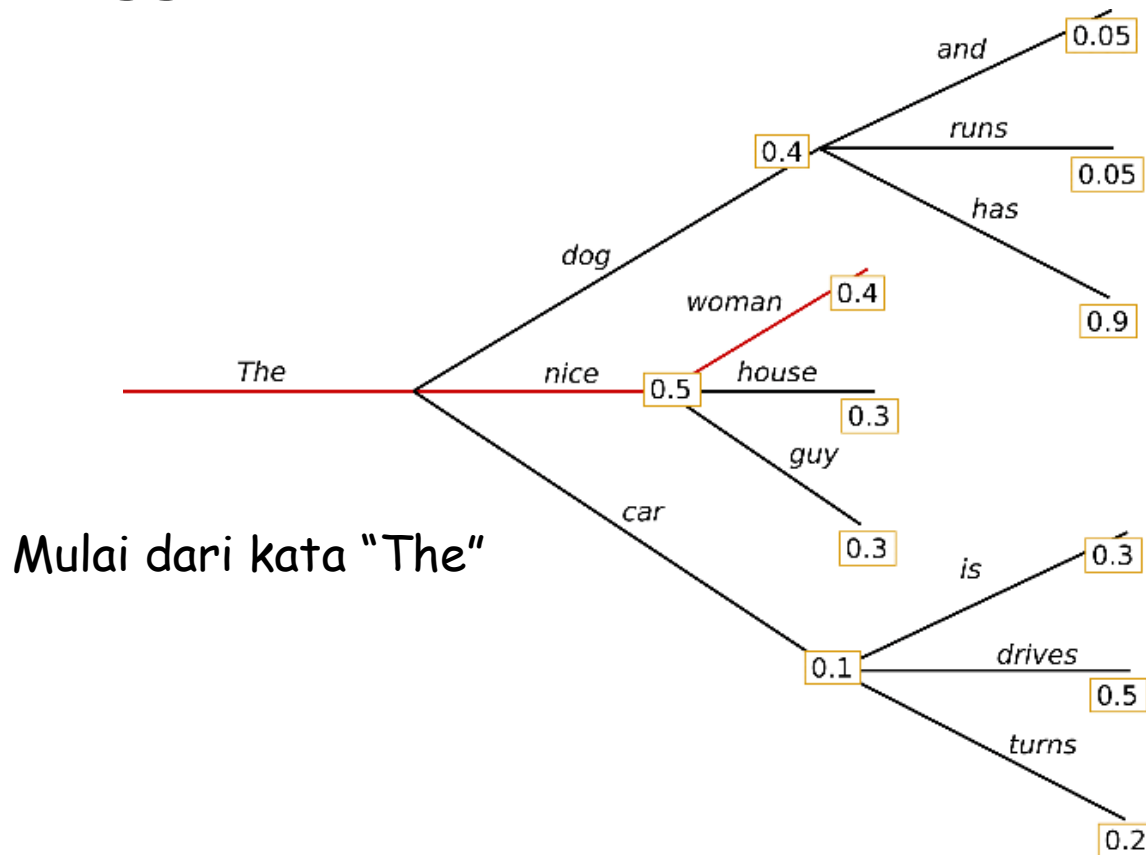 and
0.05
runs
0.4
0.05
has
dog
0.9
woman
0.4
The
nice
0.5
house
0.3
guy
car
0.3
Mulai dari kata “The”
is
0.3
0.1
drives
0.5
turns
0.2